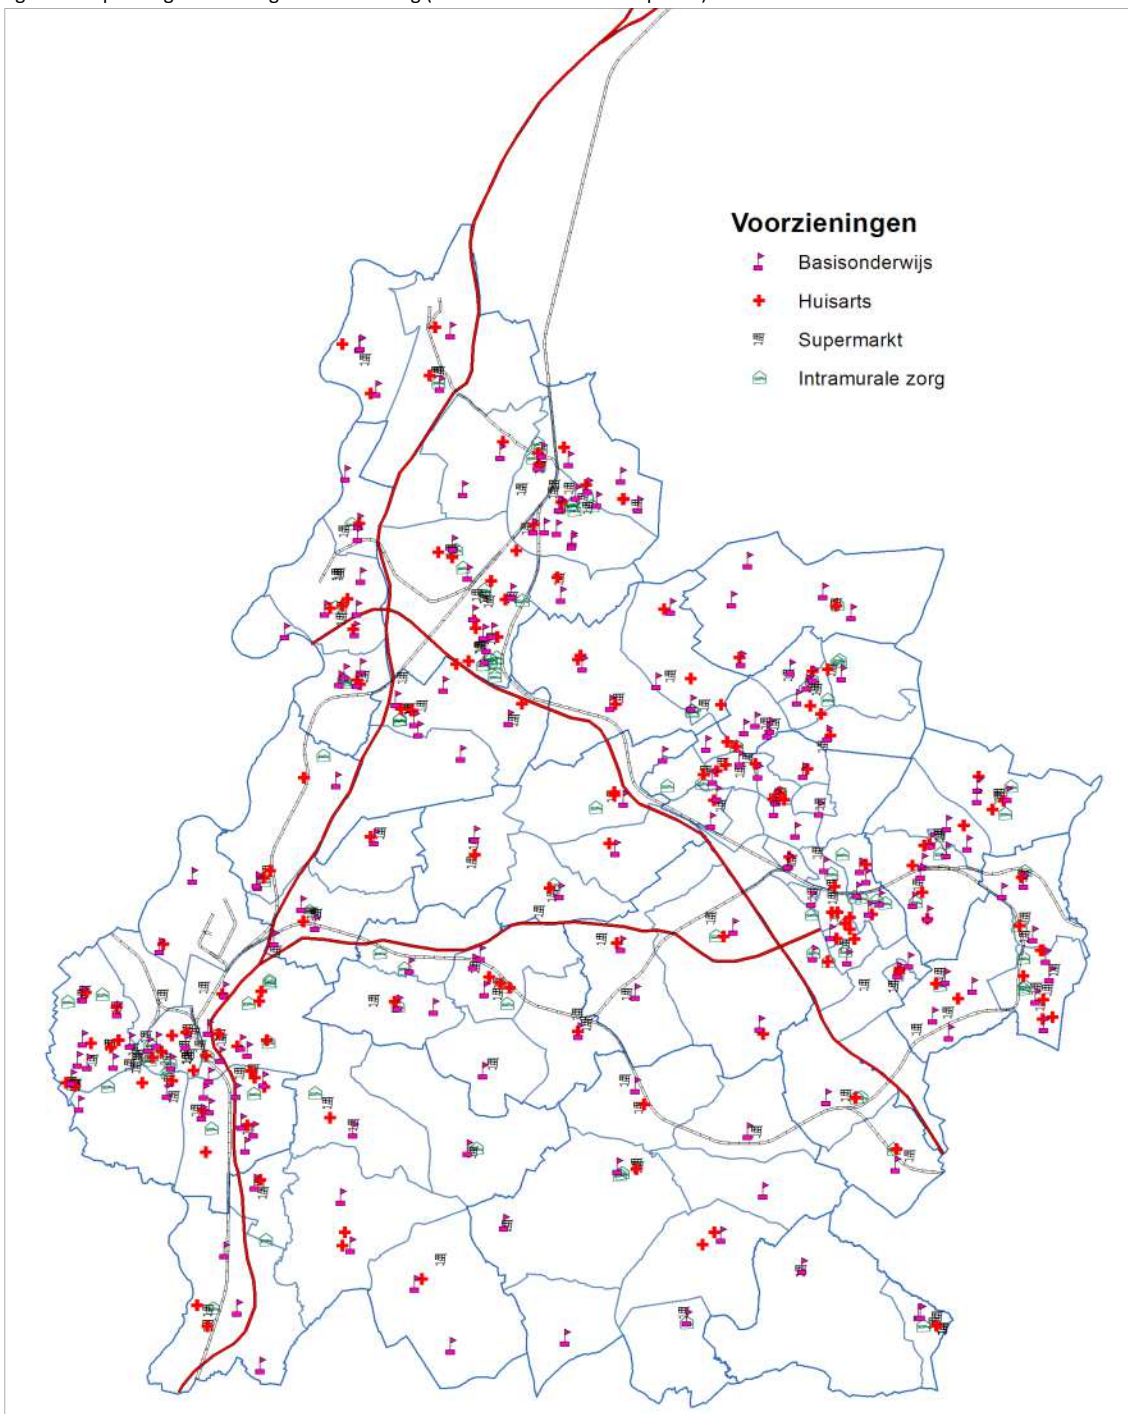 Voorzieningen
Basisonderwijs
Huisarts
Supermarkt
Intramurale zorg